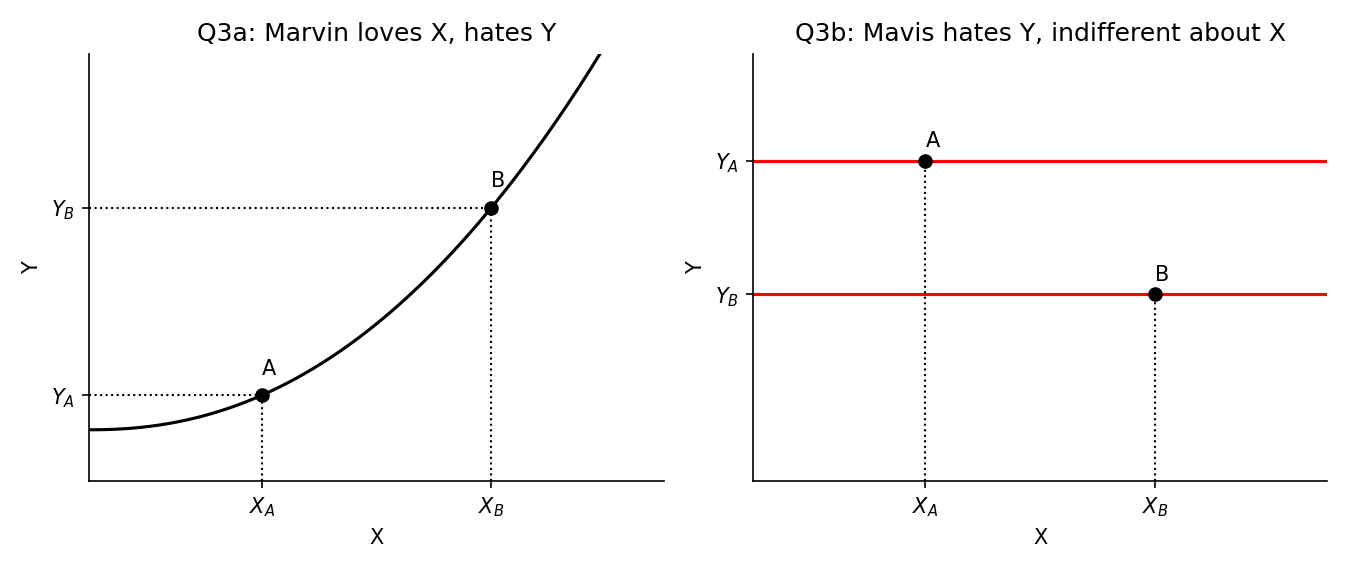 Q3a: Marvin loves X, hates Y
B
Y_B
Y
A
Y_A
X_A
X_B
X
Q3b: Mavis hates Y, indifferent about X
A
Y_A
B
Y_B
Y
X_A
X_B
X